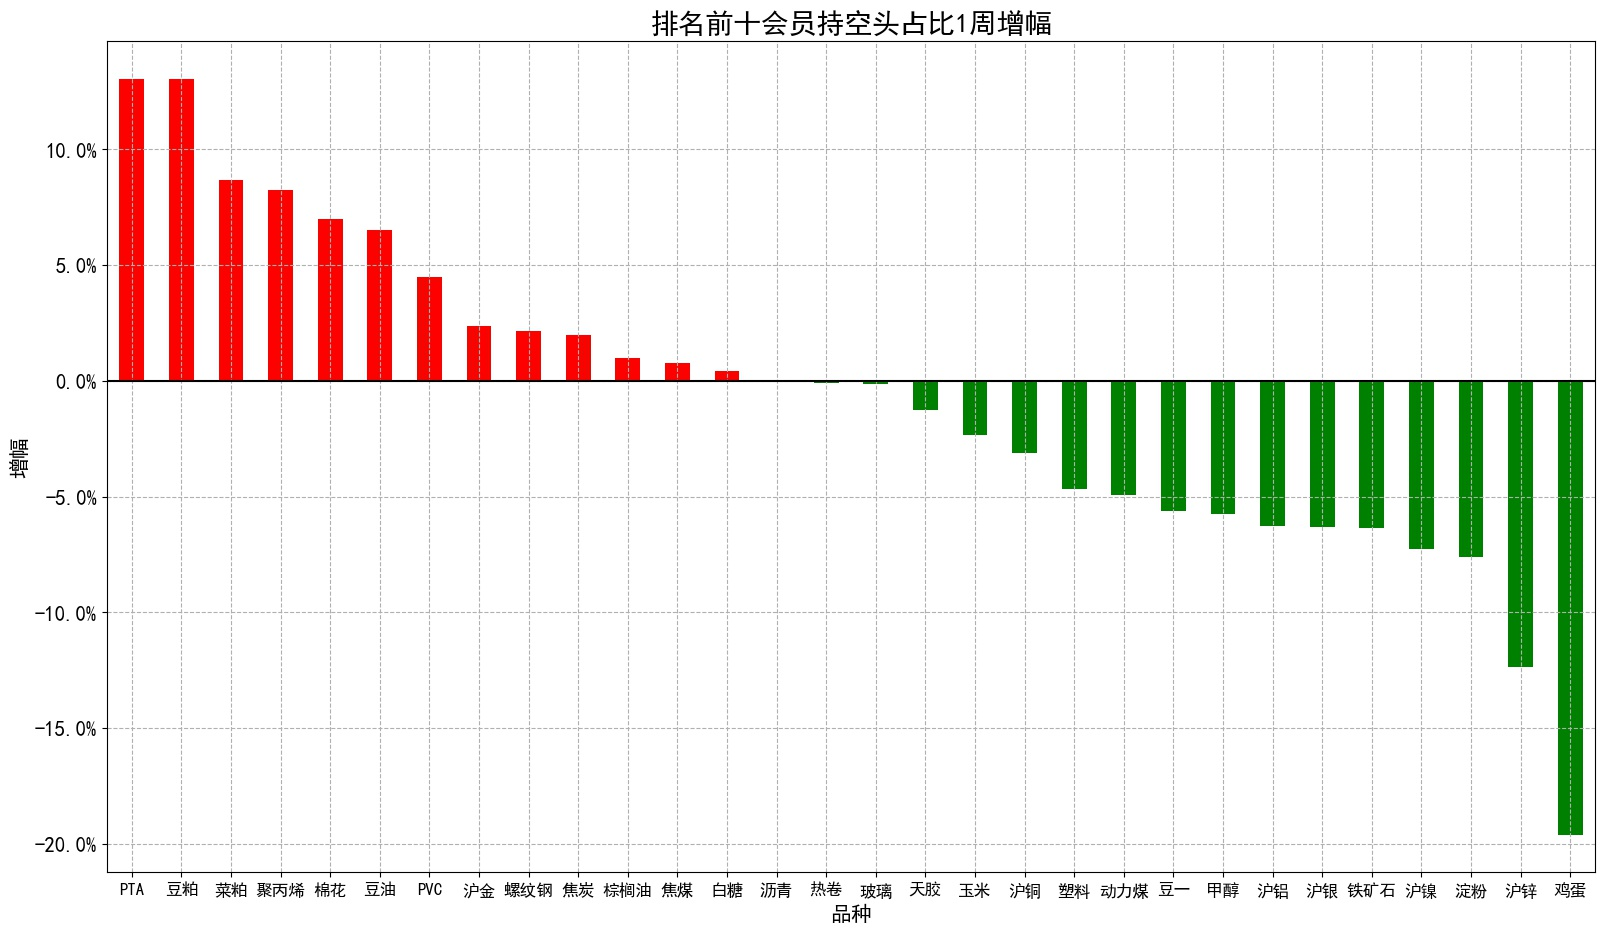 排名前十会员持空头占比1周增幅
10.0%
5.0%
0.0%
−5.0%
−10.0%
−15.0%
−20.0%
增幅
PTA 豆粕 菜粕 聚丙烯 棉花 豆油 PVC 沪金 螺纹钢 焦炭 棕榈油 焦煤 白糖 沥青 热卷 玻璃 天胶 玉米 沪铜 塑料 动力煤 豆一 甲醇 沪铝 沪银 铁矿石 沪镍 淀粉 沪锌 鸡蛋
品种